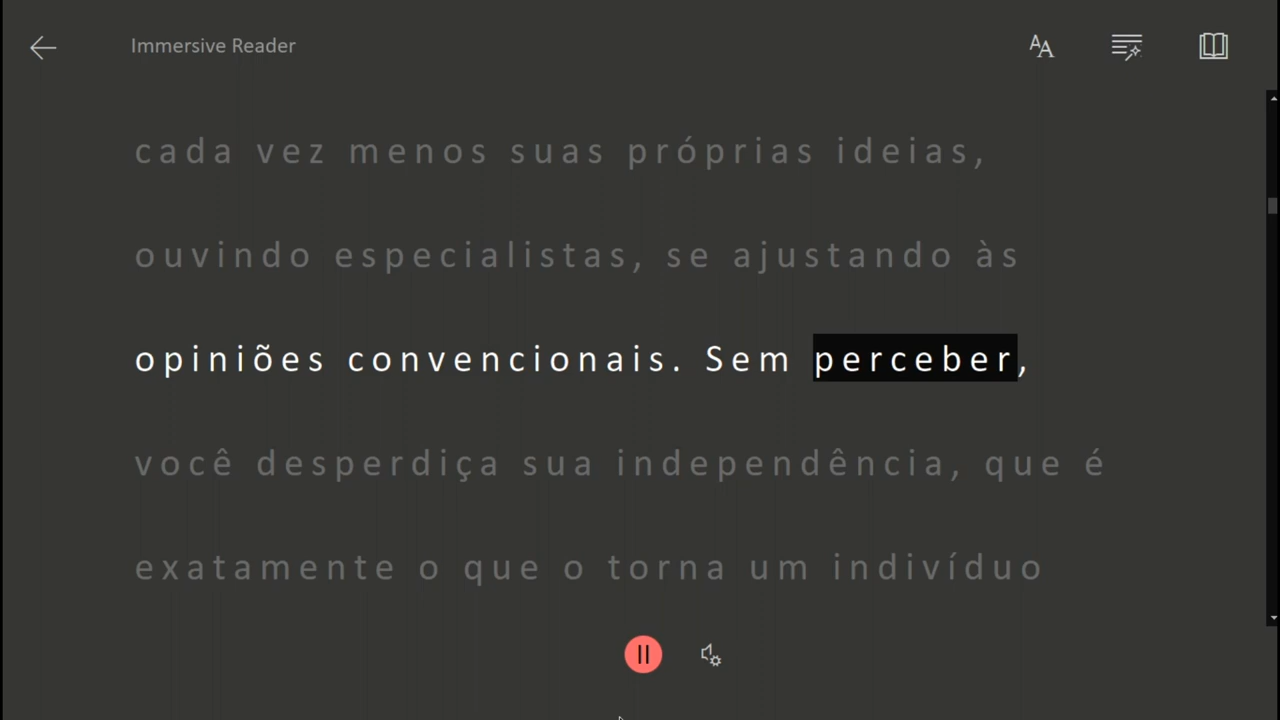 Immersive Reader
cada vez menos suas próprias ideias,
ouvindo especialistas, se ajustando às
opiniões convencionais. Sem perceber,
você desperdiça sua independência, que é
exatamente o que o torna um indivíduo